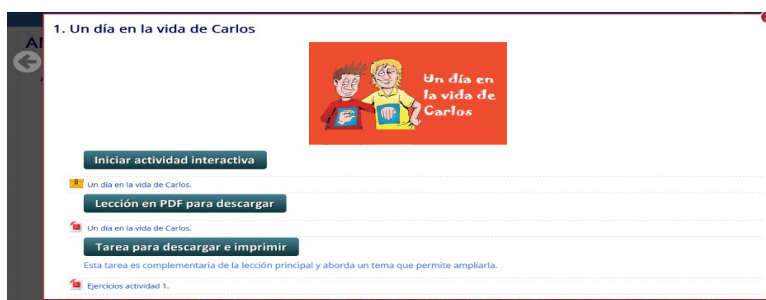 1. Un día en la vida de Carlos
Un día en
la vida de
Carlos
Iniciar actividad interactiva
Un día en la vida de Carlos.
Lección en PDF para descargar
Un día en la vida de Carlos.
Tarea para descargar e imprimir
Esta tarea es complementaria de la lección principal y aborda un tema que permite ampliarla.
Ejercicios actividad 1.